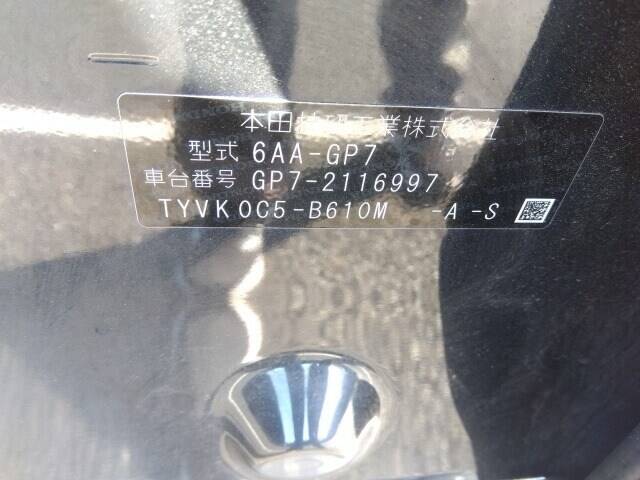 本田技研工業株式会社
型式 6AA-GP7
車台番号 GP7-2116997
TYVK0C5-B610M -A -S